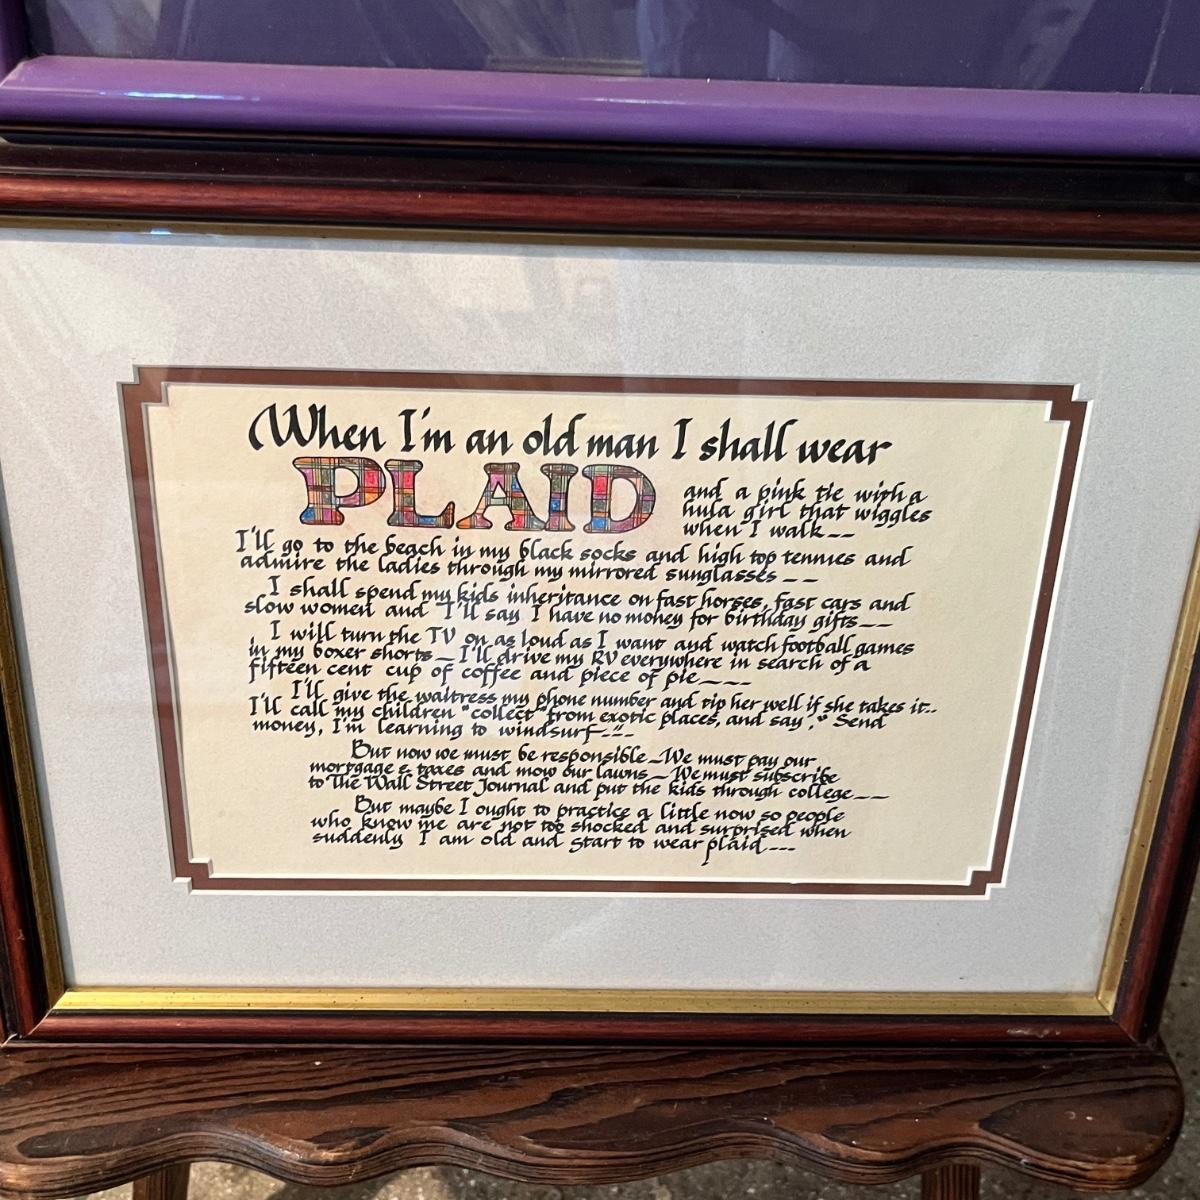 When I'm an old man I shall wear
PLAID
and a pink tie with a
hula girl that wiggles
when I walk--
I'll go to the beach in my black socks and high top tennies and
admire the ladies through my mirrored sunglasses --
I shall spend my kids inheritance on fast horses, fast cars and
slow women and I'll say I have no money for birthday gifts--
I will turn the TV on as loud as I want and watch football games
in my boxer shorts - I'll drive my RV everywhere in search of a
fifteen cent cup of coffee and piece of pie---
I'll give the waitress my phone number and tip her well if she takes it..
I'll call my children "collect" from exotic places, and say, "Send
money, I'm learning to windsurf--"-
But now we must be responsible - We must pay our
mortgage & taxes and mow our lawns - We must subscribe
to The Wall Street Journal and put the kids through college--
But maybe I ought to practice a little now so people
who know me are not too shocked and surprised when
suddenly I am old and start to wear plaid---